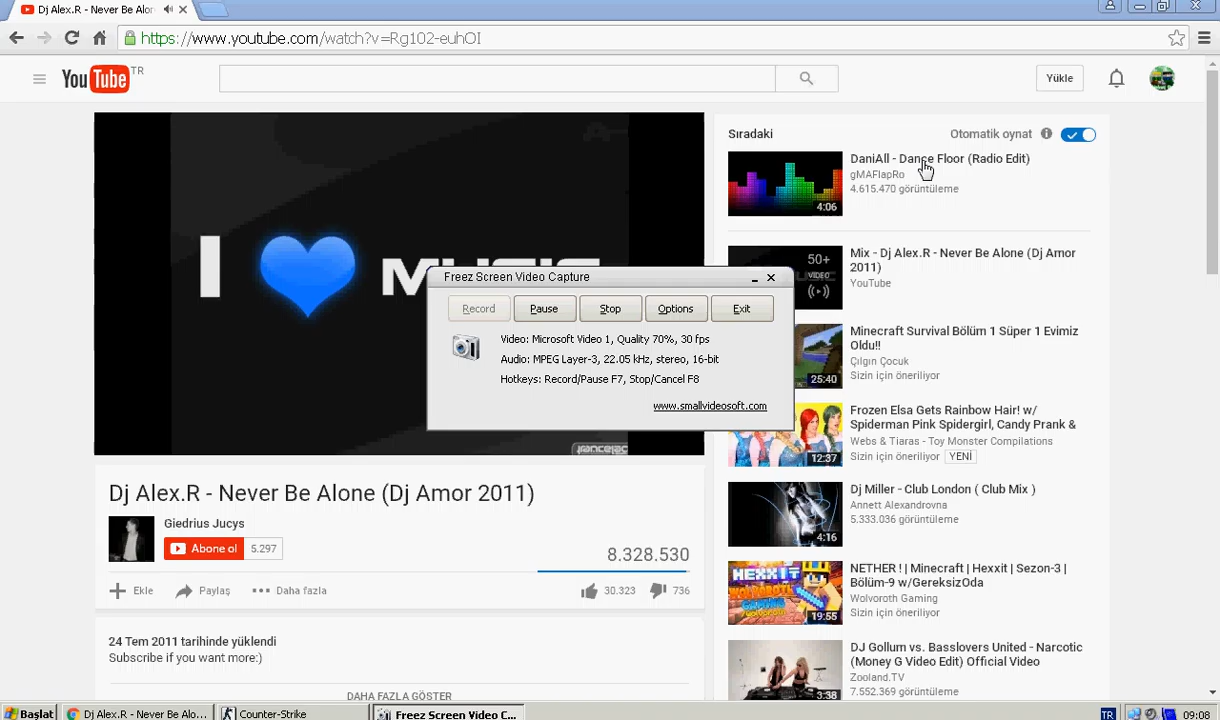 Dj Alex.R - Never Be Alon
https://www.youtube.com/watch?v=Rg102-euhOI
YouTube TR
Yükle
I MUSIC
Sıradaki
Otomatik oynat
DaniAll - Dance Floor (Radio Edit)
gMAFlapRo
4.615.470 görüntüleme
4:06
50+
VIDEO
Mix - Dj Alex.R - Never Be Alone (Dj Amor
2011)
YouTube
Freez Screen Video Capture
Record
Pause
Stop
Options
Exit
Video: Microsoft Video 1, Quality 70%, 30 fps
Audio: MPEG Layer-3, 22.05 kHz, stereo, 16-bit
Hotkeys: Record/Pause F7, Stop/Cancel F8
www.smallvideosoft.com
Minecraft Survival Bölüm 1 Süper 1 Evimiz
Oldu!!
Çılgın Çocuk
Sizin için öneriliyor
25:40
Frozen Elsa Gets Rainbow Hair! w/
Spiderman Pink Spidergirl, Candy Prank &
Webs & Tiaras - Toy Monster Compilations
Sizin için öneriliyor YENİ
12:37
Dj Alex.R - Never Be Alone (Dj Amor 2011)
Giedrius Jucys
Abone ol 5.297
8.328.530
Ekle
Paylaş
Daha fazla
30.323
736
24 Tem 2011 tarihinde yüklendi
Subscribe if you want more:)
DAHA FAZLA GÖSTER
Dj Miller - Club London ( Club Mix )
Annett Alexandrovna
5.333.036 görüntüleme
4:16
NETHER ! | Minecraft | Hexxit | Sezon-3 |
Bölüm-9 w/GereksizOda
Wolvoroth Gaming
Sizin için öneriliyor
HEXXIT
WOLVOROTH
GAMING
19:55
DJ Gollum vs. Basslovers United - Narcotic
(Money G Video Edit) Official Video
Zooland.TV
7.552.369 görüntüleme
3:38
Başlat
Dj Alex.R - Never Be Alo...
Counter-Strike
Freez Screen Video C...
TR
09:08